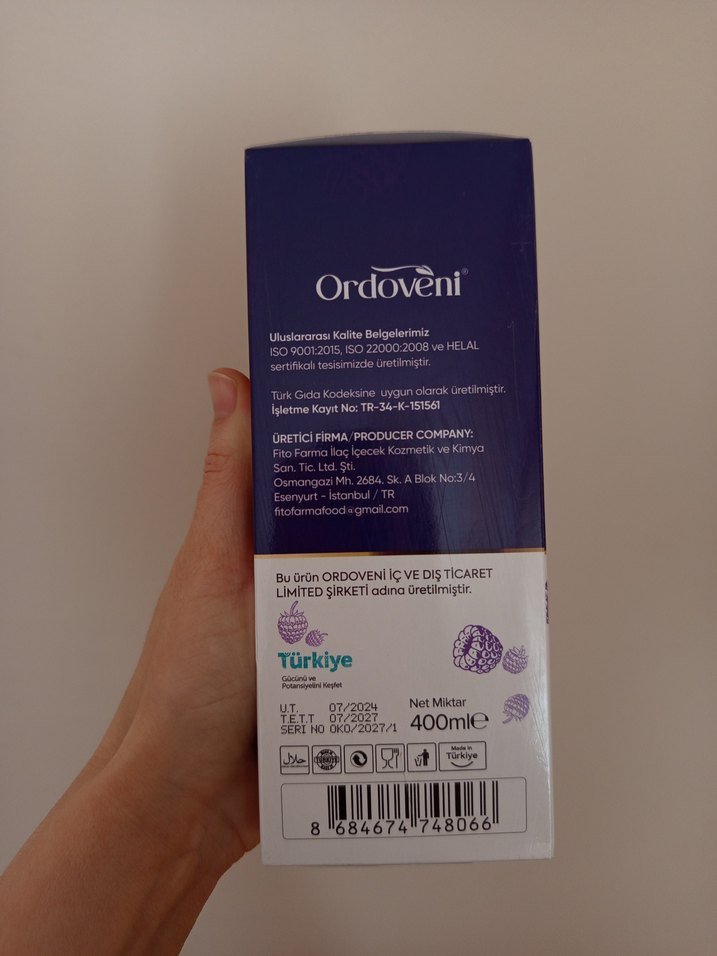 Ordoveni®
Uluslararası Kalite Belgelerimiz
ISO 9001:2015, ISO 22000:2008 ve HELAL
sertifikalı tesisimizde üretilmiştir.
Türk Gıda Kodeksine uygun olarak üretilmiştir.
İşletme Kayıt No: TR-34-K-151561
ÜRETİCİ FİRMA/PRODUCER COMPANY:
Fito Farma İlaç İçecek Kozmetik ve Kimya
San. Tic. Ltd. Şti.
Osmangazi Mh. 2684. Sk. A Blok No:3/4
Esenyurt - İstanbul / TR
fitofarmafood@gmail.com
Bu ürün ORDOVENİ İÇ VE DIŞ TİCARET
LİMİTED ŞİRKETİ adına üretilmiştir.
Türkiye
Gücünü ve
Potansiyelini Keşfet
U.T. 07/2024
T.E.T.T 07/2027
SERI NO 0K0/2027/1
Net Miktar
400ml℮
حلال
TÜRKİYE
Made in
Türkiye
8 684674 748066